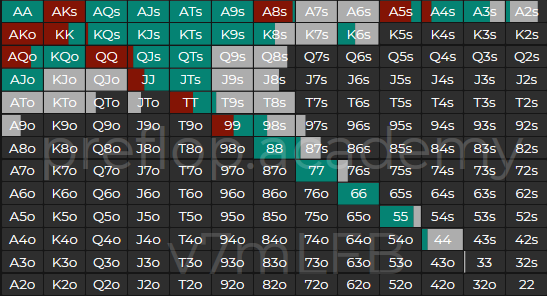 AA AKs AQs AJs ATs A9s A8s A7s A6s A5s A4s A3s A2s
AKo KK KQs KJs KTs K9s K8s K7s K6s K5s K4s K3s K2s
AQo KQo QQ QJs QTs Q9s Q8s Q7s Q6s Q5s Q4s Q3s Q2s
AJo KJo QJo JJ JTs J9s J8s J7s J6s J5s J4s J3s J2s
ATo KTo QTo JTo TT T9s T8s T7s T6s T5s T4s T3s T2s
A9o K9o Q9o J9o T9o 99 98s 97s 96s 95s 94s 93s 92s
A8o K8o Q8o J8o T8o 98o 88 87s 86s 85s 84s 83s 82s
preflop.academy
A7o K7o Q7o J7o T7o 97o 87o 77 76s 75s 74s 73s 72s
A6o K6o Q6o J6o T6o 96o 86o 76o 66 65s 64s 63s 62s
A5o K5o Q5o J5o T5o 95o 85o 75o 65o 55 54s 53s 52s
A4o K4o Q4o J4o T4o 94o 84o 74o 64o 54o 44 43s 42s
v7mLFB
A3o K3o Q3o J3o T3o 93o 83o 73o 63o 53o 43o 33 32s
A2o K2o Q2o J2o T2o 92o 82o 72o 62o 52o 42o 32o 22